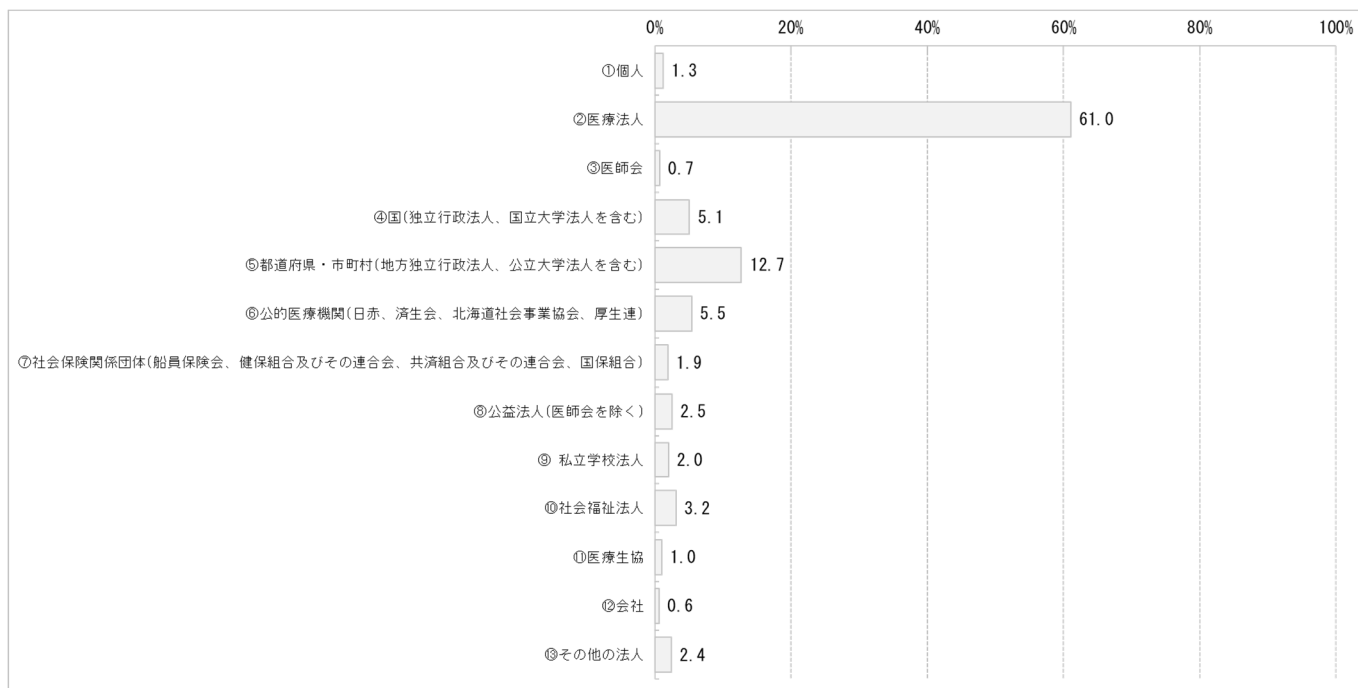 0% 20% 40% 60% 80% 100%
①個人 1.3
②医療法人 61.0
③医師会 0.7
④国(独立行政法人、国立大学法人を含む) 5.1
⑤都道府県・市町村(地方独立行政法人、公立大学法人を含む) 12.7
⑥公的医療機関(日赤、済生会、北海道社会事業協会、厚生連) 5.5
⑦社会保険関係団体(船員保険会、健保組合及びその連合会、共済組合及びその連合会、国保組合) 1.9
⑧公益法人(医師会を除く) 2.5
⑨ 私立学校法人 2.0
⑩社会福祉法人 3.2
⑪医療生協 1.0
⑫会社 0.6
⑬その他の法人 2.4